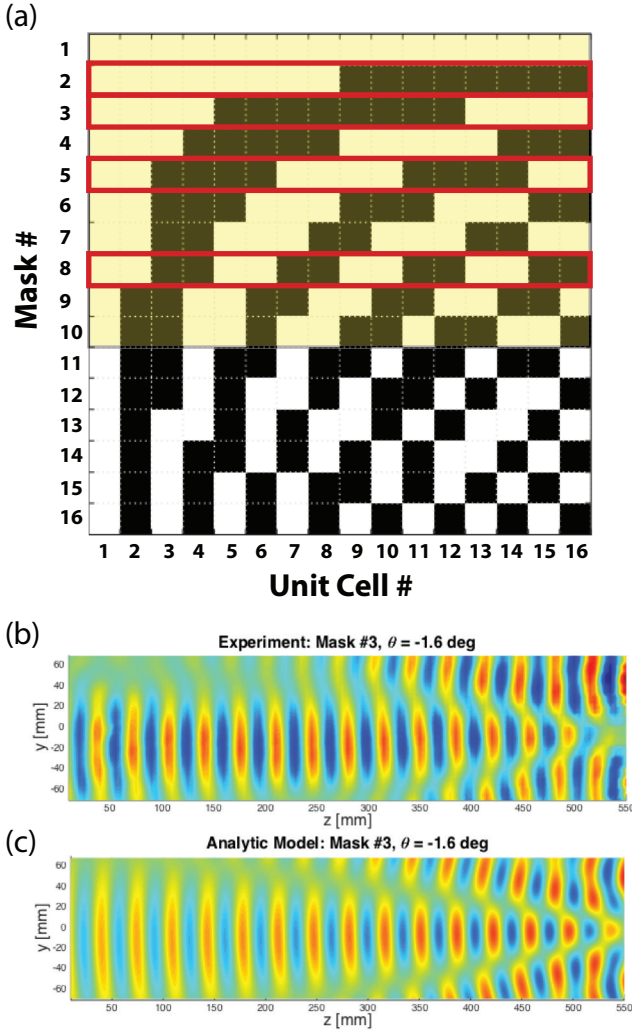 (a)
1
2
3
4
5
6
7
8
9
10
11
12
13
14
15
16
Mask #
1 2 3 4 5 6 7 8 9 10 11 12 13 14 15 16
Unit Cell #
(b)
Experiment: Mask #3, θ = -1.6 deg
60
40
20
0
-20
-40
-60
y [mm]
50 100 150 200 250 300 350 400 450 500 550
z [mm]
(c)
Analytic Model: Mask #3, θ = -1.6 deg
60
40
20
0
-20
-40
-60
y [mm]
50 100 150 200 250 300 350 400 450 500 550
z [mm]